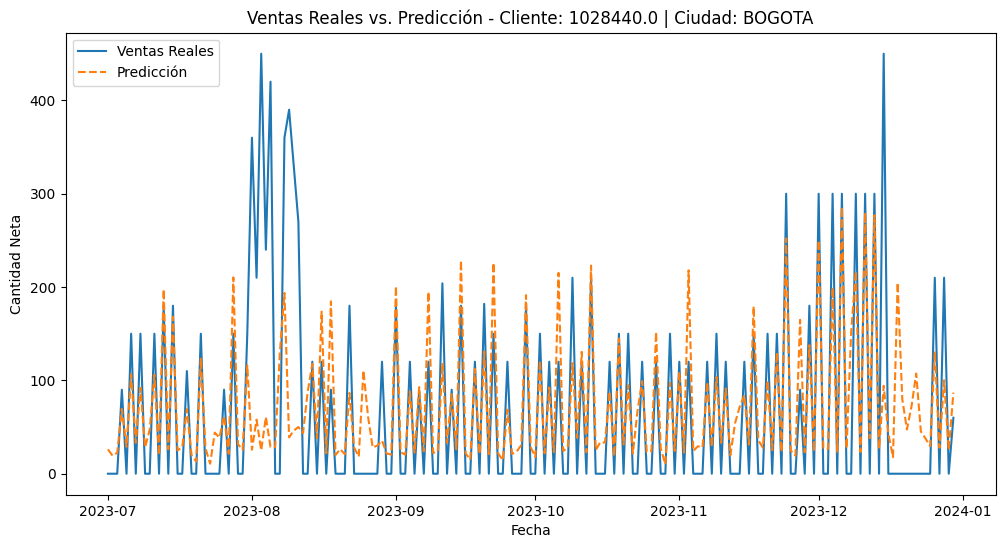 Ventas Reales vs. Predicción - Cliente: 1028440.0 | Ciudad: BOGOTA
Ventas Reales
Predicción
Cantidad Neta
400
300
200
100
0
2023-07
2023-08
2023-09
2023-10
2023-11
2023-12
2024-01
Fecha